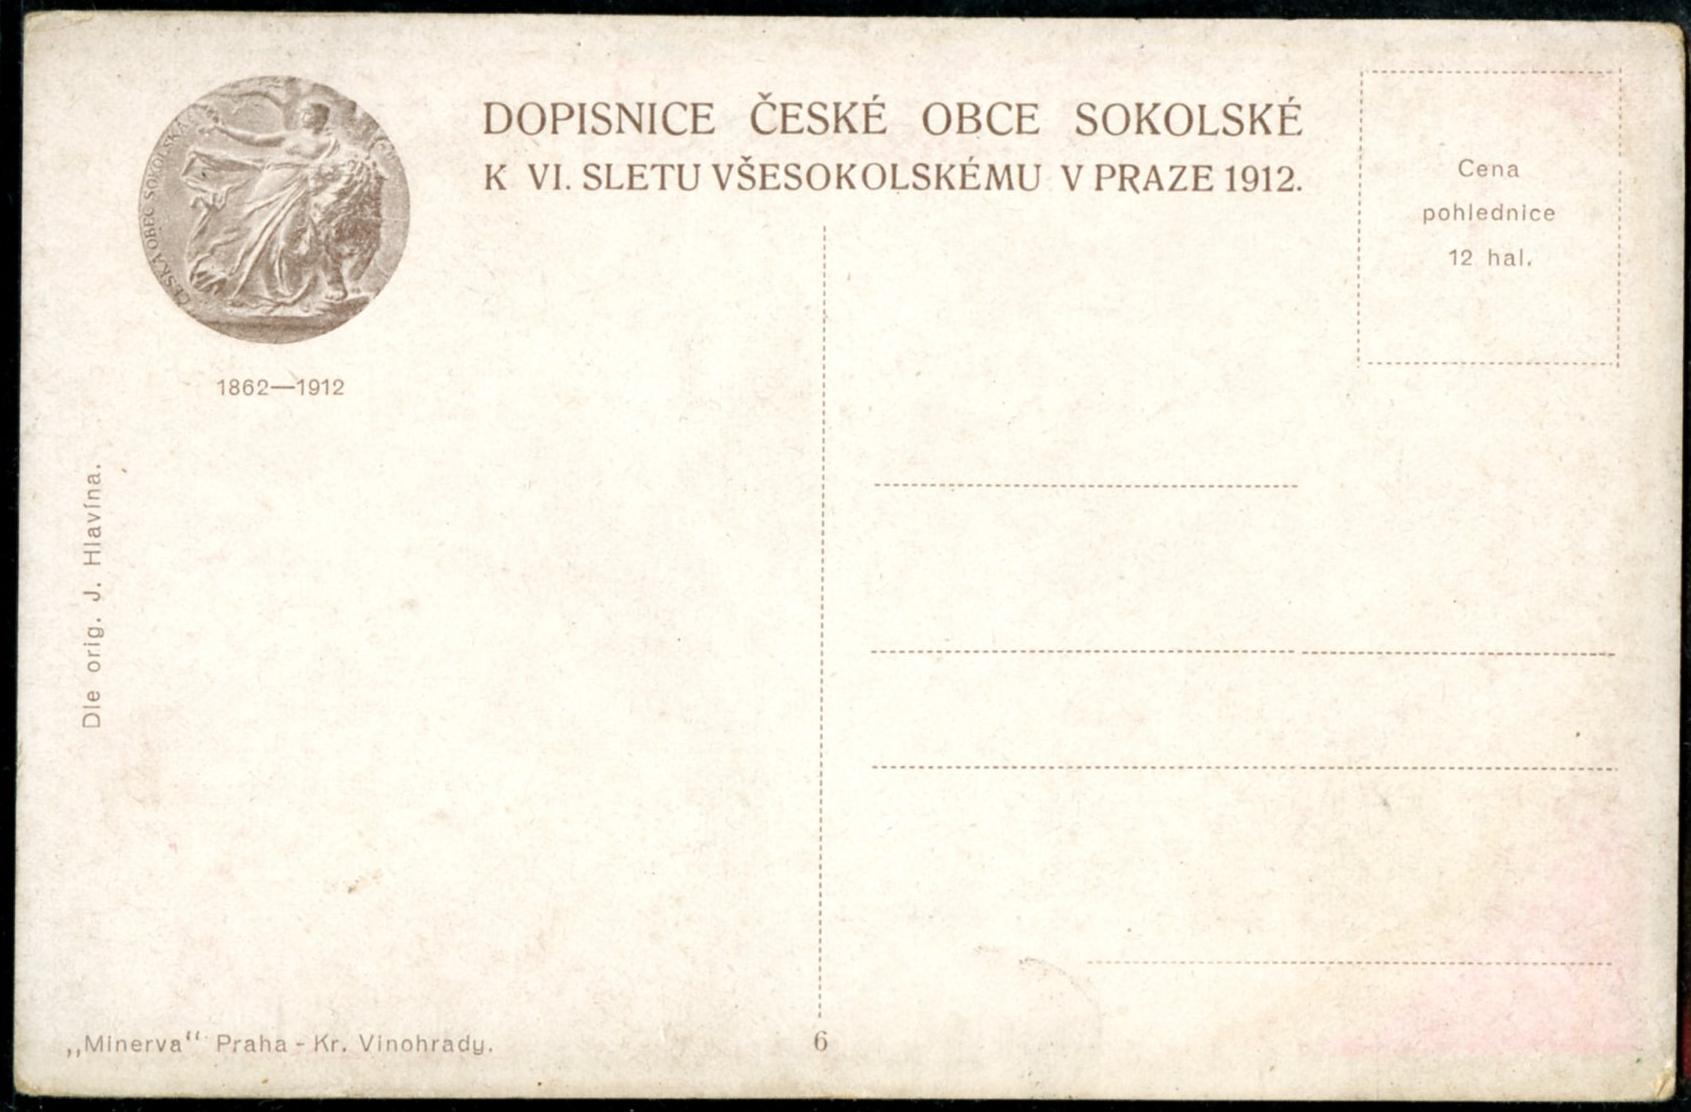 ČESKÁ OBEC SOKOLSKÁ
DOPISNICE ČESKÉ OBCE SOKOLSKÉ
K VI. SLETU VŠESOKOLSKÉMU V PRAZE 1912.
Cena
pohlednice
12 hal.
1862—1912
Dle orig. J. Hlavína.
„Minerva“ Praha - Kr. Vinohrady.
6